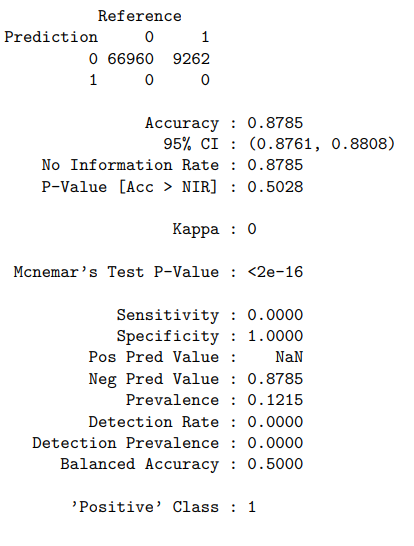 Reference
Prediction 0 1
0 66960 9262
1 0 0
Accuracy : 0.8785
95% CI : (0.8761, 0.8808)
No Information Rate : 0.8785
P-Value [Acc > NIR] : 0.5028
Kappa : 0
Mcnemar's Test P-Value : <2e-16
Sensitivity : 0.0000
Specificity : 1.0000
Pos Pred Value : NaN
Neg Pred Value : 0.8785
Prevalence : 0.1215
Detection Rate : 0.0000
Detection Prevalence : 0.0000
Balanced Accuracy : 0.5000
'Positive' Class : 1